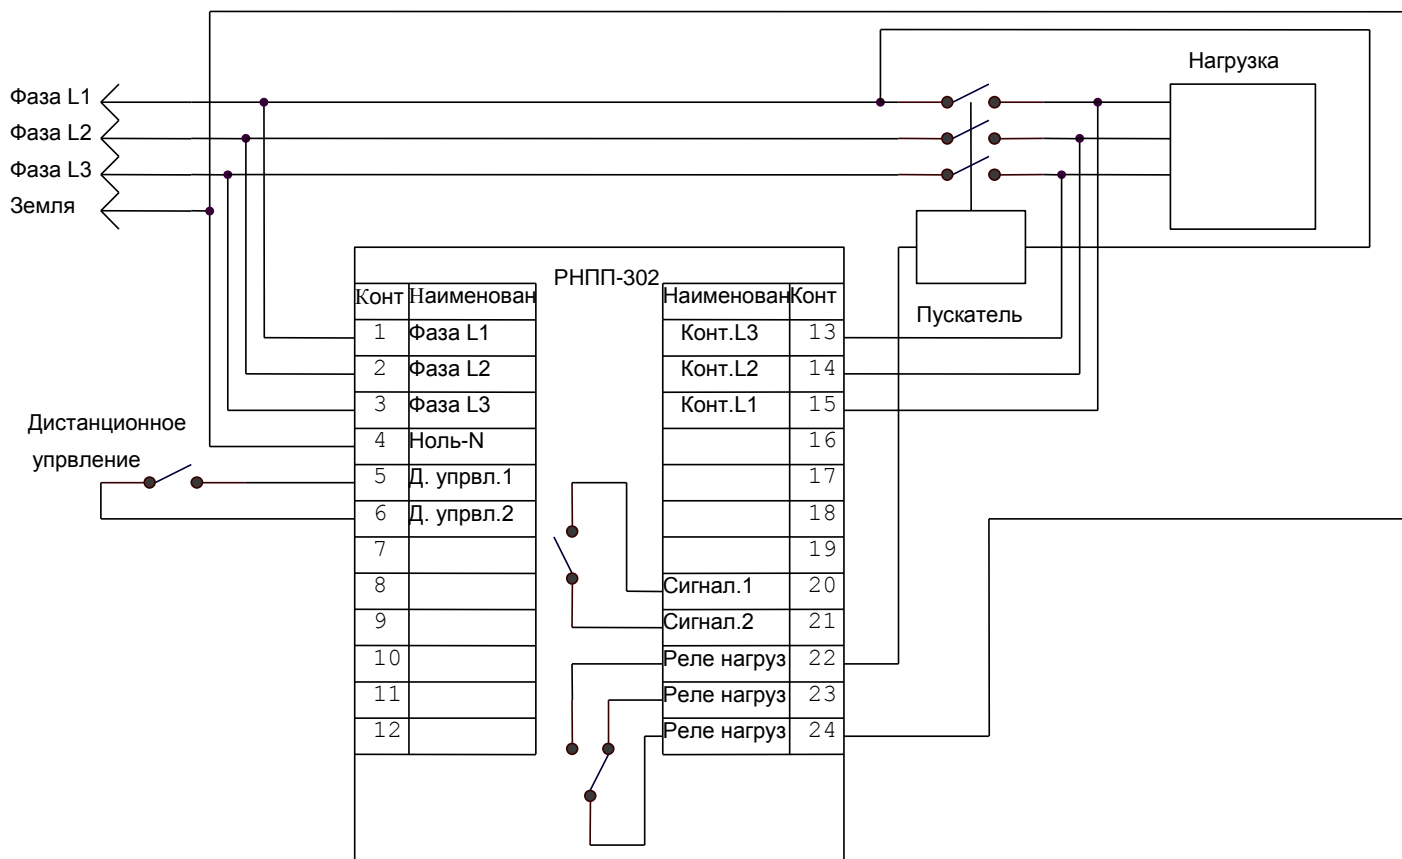 Нагрузка
Фаза L1
Фаза L2
Фаза L3
Земля
РНПП-302
Пускатель
Дистанционное
упрвление
Конт Наименован
1 Фаза L1
2 Фаза L2
3 Фаза L3
4 Ноль-N
5 Д. упрвл.1
6 Д. упрвл.2
7
8
9
10
11
12
Наименован Конт
Конт.L3 13
Конт.L2 14
Конт.L1 15
16
17
18
19
Сигнал.1 20
Сигнал.2 21
Реле нагруз 22
Реле нагруз 23
Реле нагруз 24